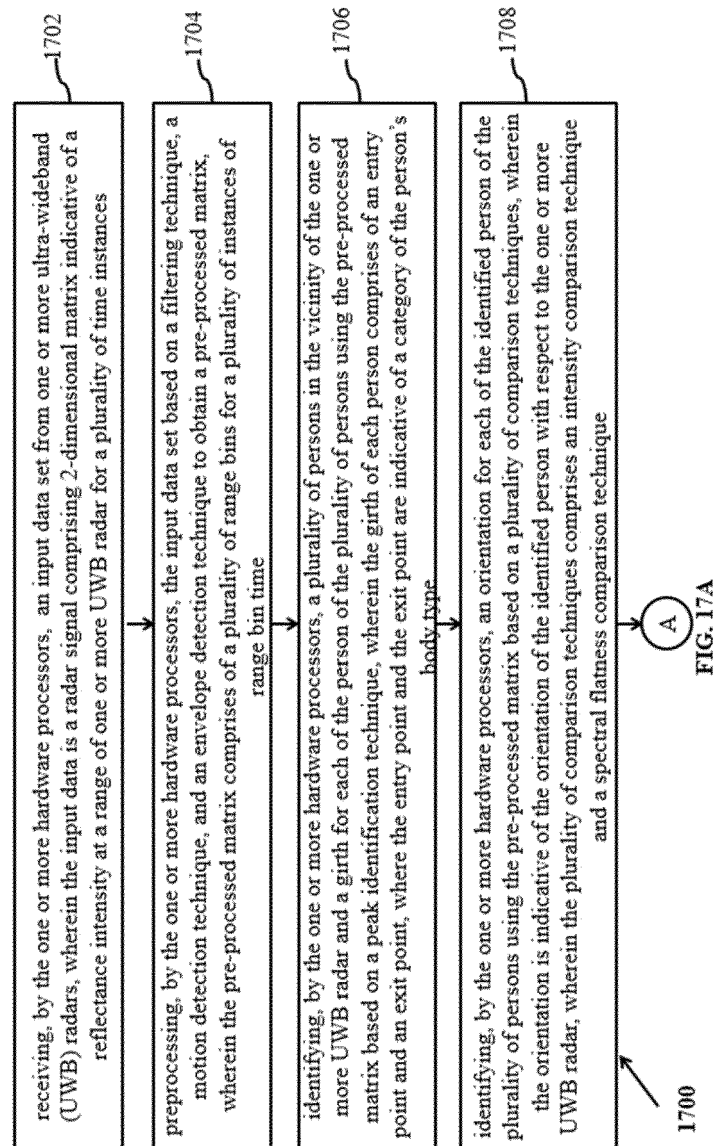 receiving, by the one or more hardware processors, an input data set from one or more ultra-wideband
(UWB) radars, wherein the input data is a radar signal comprising 2-dimensional matrix indicative of a
reflectance intensity at a range of one or more UWB radar for a plurality of time instances
1702
preprocessing, by the one or more hardware processors, the input data set based on a filtering technique, a
motion detection technique, and an envelope detection technique to obtain a pre-processed matrix,
wherein the pre-processed matrix comprises of a plurality of range bins for a plurality of instances of
range bin time
1704
identifying, by the one or more hardware processors, a plurality of persons in the vicinity of the one or
more UWB radar and a girth for each of the person of the plurality of persons using the pre-processed
matrix based on a peak identification technique, wherein the girth of each person comprises of an entry
point and an exit point, where the entry point and the exit point are indicative of a category of the person's
body type
1706
identifying, by the one or more hardware processors, an orientation for each of the identified person of the
plurality of persons using the pre-processed matrix based on a plurality of comparison techniques, wherein
the orientation is indicative of the orientation of the identified person with respect to the one or more
UWB radar, wherein the plurality of comparison techniques comprises an intensity comparison technique
and a spectral flatness comparison technique
1708
A
1700
FIG. 17A